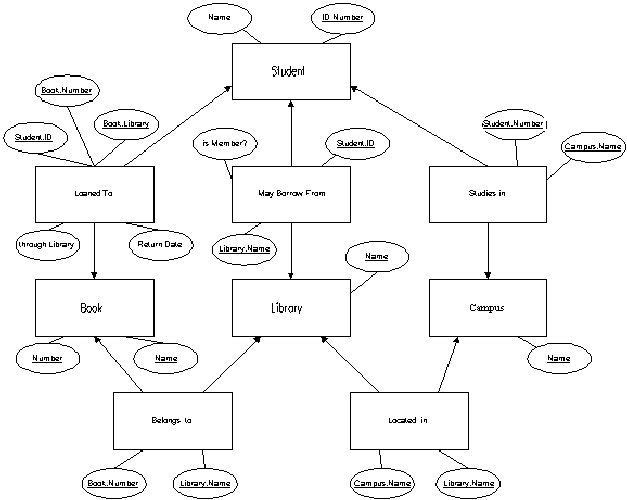 Name
ID_Number
Student
Book.Number
Book.Library
Student.ID
is Member?
Student.ID
Student.Number
Campus.Name
Loaned To
May Borrow From
Studies in
through Library
Return Date
Library.Name
Name
Book
Library
Campus
Number
Name
Name
Belongs to
Located in
Book.Number
Library.Name
Campus.Name
Library.Name